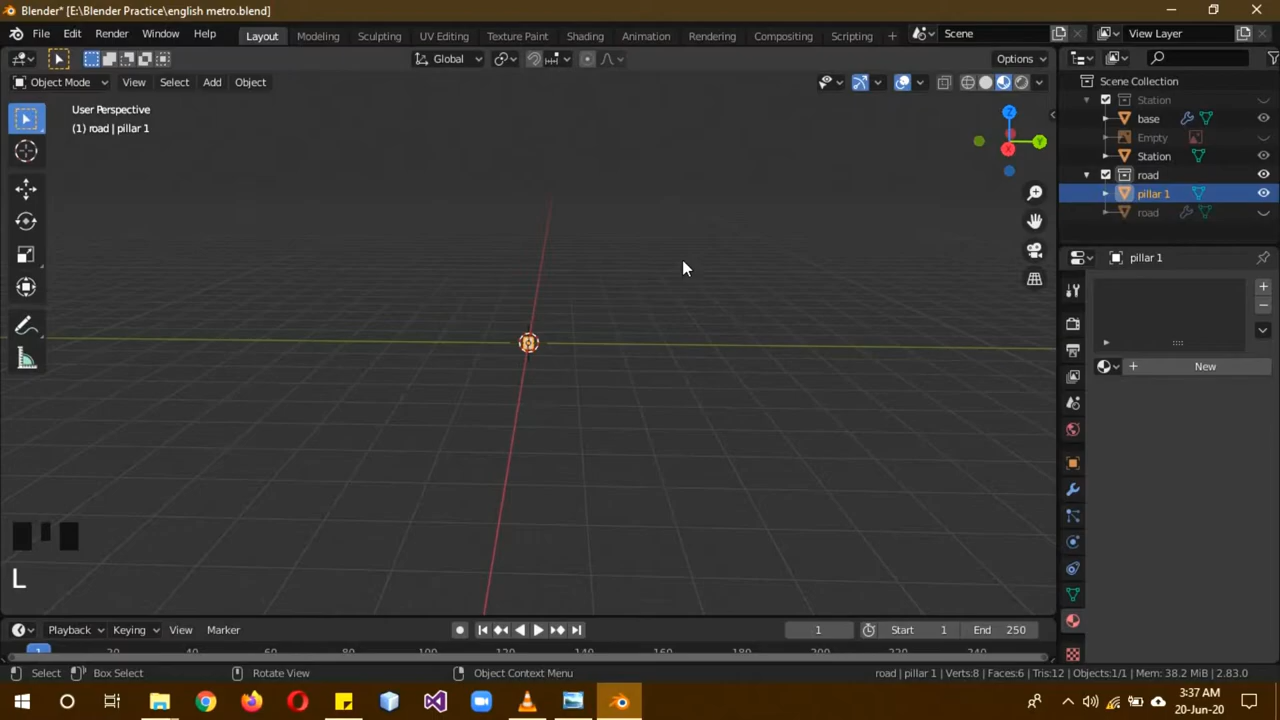 Blender* [E:\Blender Practice\english metro.blend]
File Edit Render Window Help Layout Modeling Sculpting UV Editing Texture Paint Shading Animation Rendering Compositing Scripting + Scene View Layer
Global Options
Object Mode View Select Add Object
User Perspective
(1) road | pillar 1
Scene Collection
Station
base
Empty
Station
road
pillar 1
road
pillar 1
New
X
Y
Z
L
Playback Keying View Marker 1 Start 1 End 250
1 20 100 120 140 160 180 200 220 240
Select Box Select Rotate View Object Context Menu road | pillar 1 | Verts:8 | Faces:6 | Tris:12 | Objects:1/1 | Mem: 38.2 MiB | 2.83.0
3:37 AM
20-Jun-20